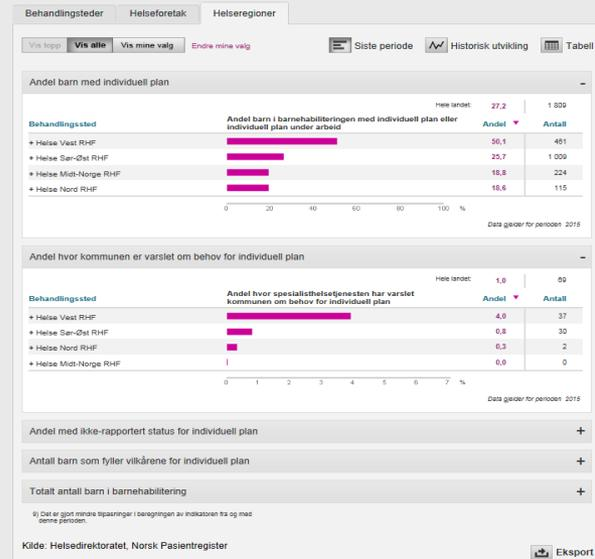 Behandlingsteder Helseforetak Helseregioner
Vis topp Vis alle Vis mine valg Endre mine valg Siste periode Historisk utvikling Tabell
Andel barn med individuell plan –
Hele landet: 27,2 1 809
Behandlingssted Andel barn i barnehabiliteringen med individuell plan eller individuell plan under arbeid Andel Antall
+ Helse Vest RHF 50,1 461
+ Helse Sør-Øst RHF 25,7 1 009
+ Helse Midt-Norge RHF 18,8 224
+ Helse Nord RHF 18,6 115
0 20 40 60 80 100 %
Data gjelder for perioden 2015
Andel hvor kommunen er varslet om behov for individuell plan –
Hele landet: 1,0 69
Behandlingssted Andel hvor spesialisthelsetjenesten har varslet kommunen om behov for individuell plan Andel Antall
+ Helse Vest RHF 4,0 37
+ Helse Sør-Øst RHF 0,8 30
+ Helse Nord RHF 0,3 2
+ Helse Midt-Norge RHF 0,0 0
0 1 2 3 4 5 6 7 %
Data gjelder for perioden 2015
Andel med ikke-rapportert status for individuell plan +
Antall barn som fyller vilkårene for individuell plan +
Totalt antall barn i barnehabilitering +
9) Det er gjort mindre tilpasninger i beregningen av indikatoren fra og med
denne perioden.
Kilde: Helsedirektoratet, Norsk Pasientregister
Eksport